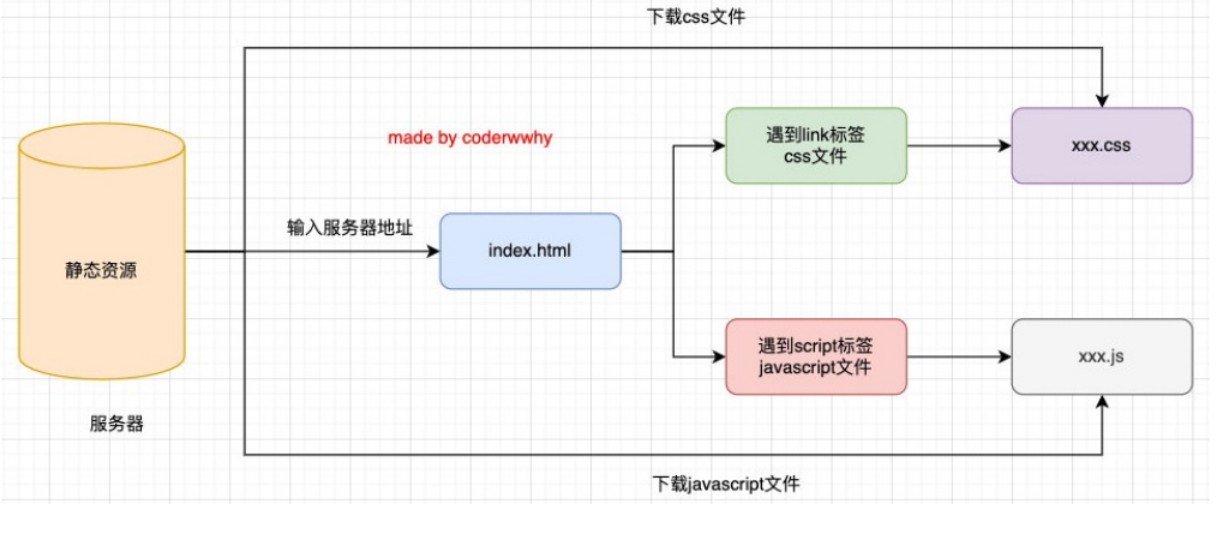 下载css文件
made by coderwwhy
遇到link标签
css文件
xxx.css
输入服务器地址
index.html
静态资源
遇到script标签
javascript文件
xxx.js
服务器
下载javascript文件